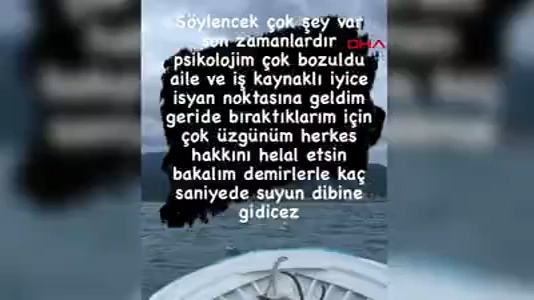 Söylencek çok şey var
son zamanlardır
DHA
psikolojim çok bozuldu
aile ve iş kaynaklı iyice
isyan noktasına geldim
geride bıraktıklarım için
çok üzgünüm herkes
hakkını helal etsin
bakalım demirlerle kaç
saniyede suyun dibine
gidicez